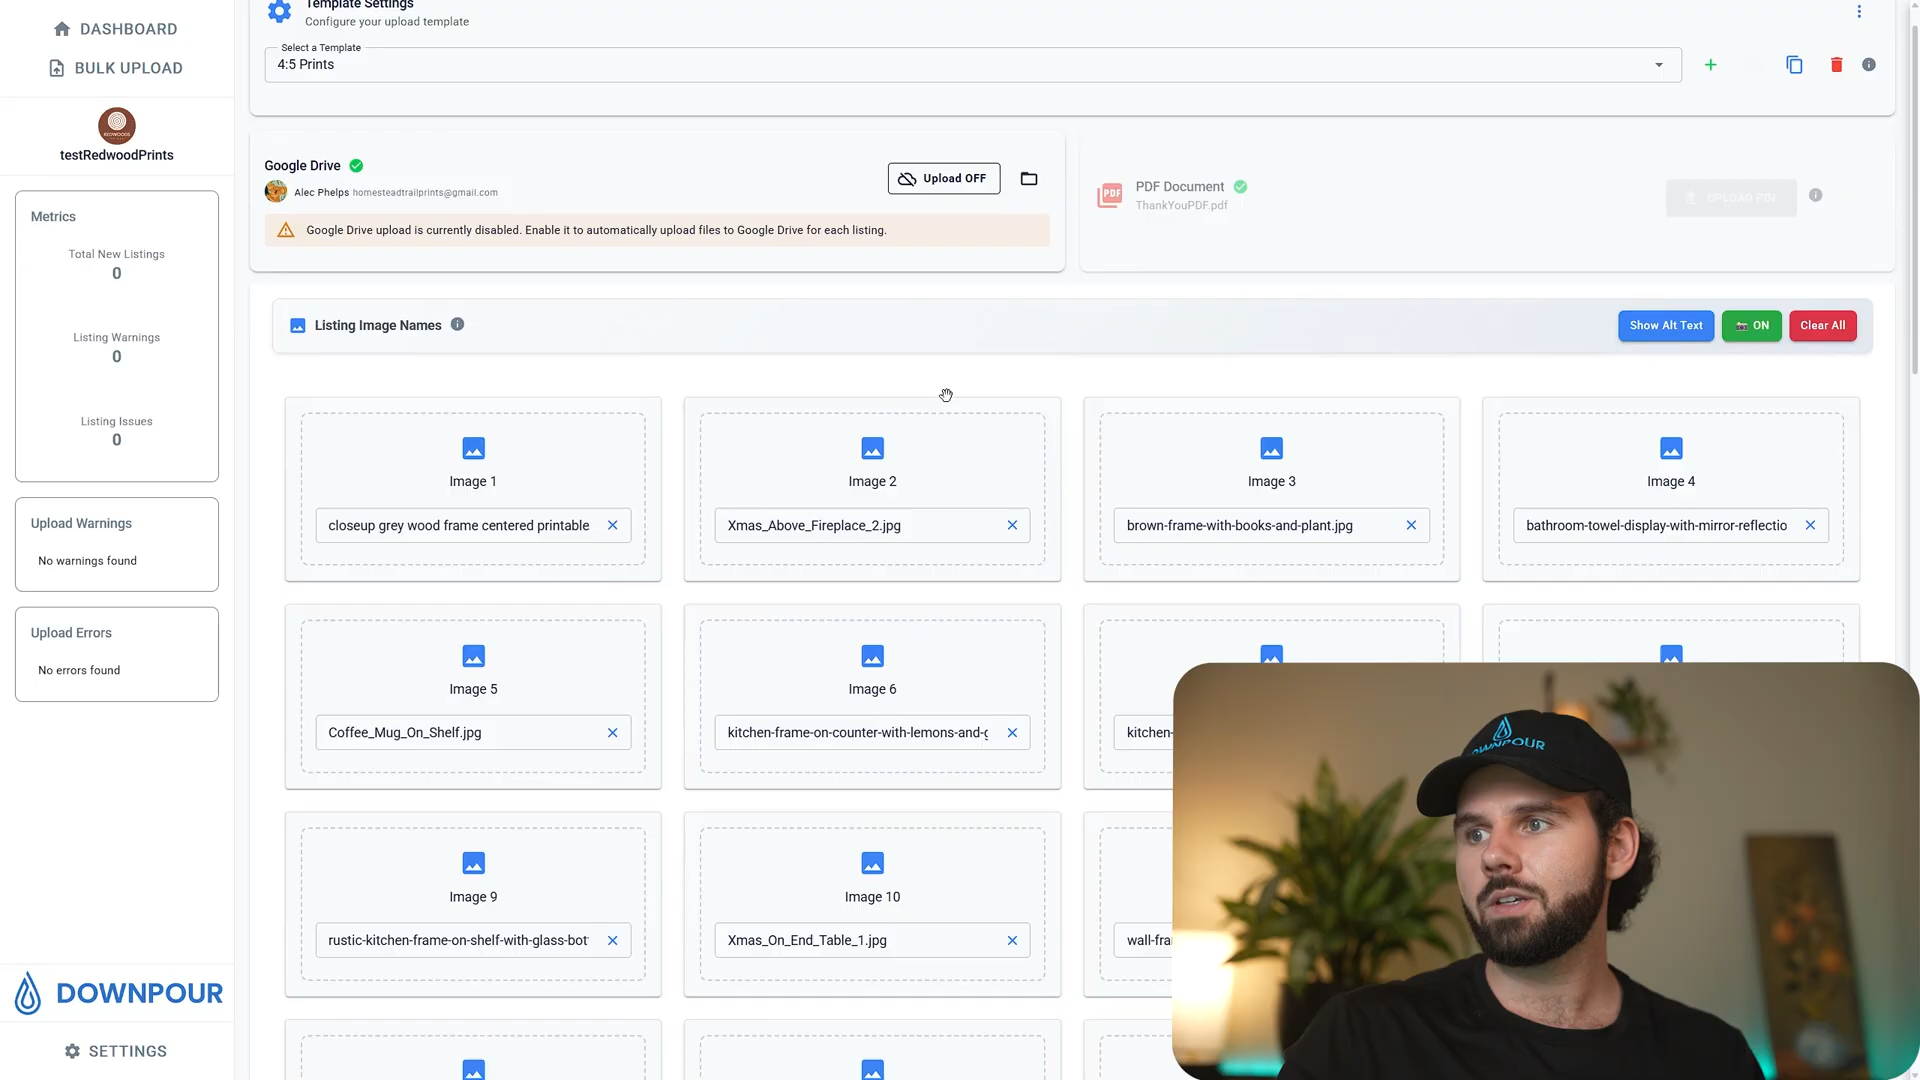 DASHBOARD
BULK UPLOAD
testRedwoodPrints
Metrics
Total New Listings
0
Listing Warnings
0
Listing Issues
0
Upload Warnings
No warnings found
Upload Errors
No errors found
DOWNPOUR
SETTINGS
Template Settings
Configure your upload template
Select a Template
4:5 Prints
Google Drive
Alec Phelps homesteadtrailprints@gmail.com
Upload OFF
Google Drive upload is currently disabled. Enable it to automatically upload files to Google Drive for each listing.
PDF
PDF Document
ThankYouPDF.pdf
UPLOAD PDF
Listing Image Names
Show Alt Text
ON
Clear All
Image 1
closeup grey wood frame centered printable
Image 2
Xmas_Above_Fireplace_2.jpg
Image 3
brown-frame-with-books-and-plant.jpg
Image 4
bathroom-towel-display-with-mirror-reflectio
Image 5
Coffee_Mug_On_Shelf.jpg
Image 6
kitchen-frame-on-counter-with-lemons-and-g
kitchen-
Image 9
rustic-kitchen-frame-on-shelf-with-glass-bot
Image 10
Xmas_On_End_Table_1.jpg
wall-fra
DOWNPOUR